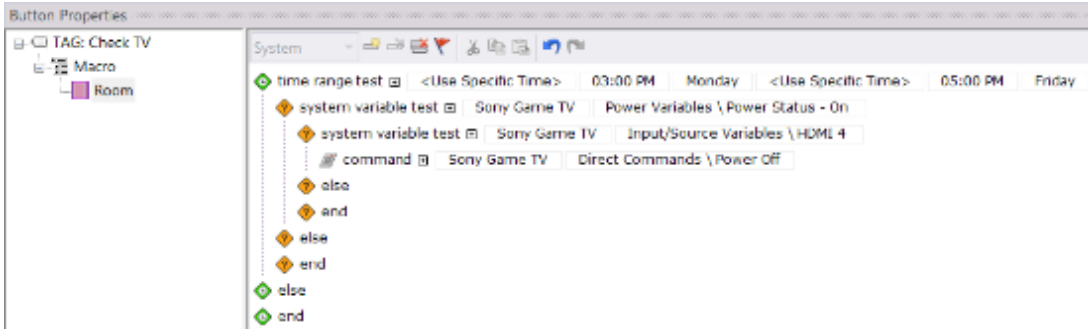 Button Properties
TAG: Check TV
Macro
Room
System
time range test <Use Specific Time> 03:00 PM Monday <Use Specific Time> 05:00 PM Friday
system variable test Sony Game TV Power Variables \ Power Status - On
system variable test Sony Game TV Input/Source Variables \ HDMI 4
command Sony Game TV Direct Commands \ Power Off
else
end
else
end
else
end